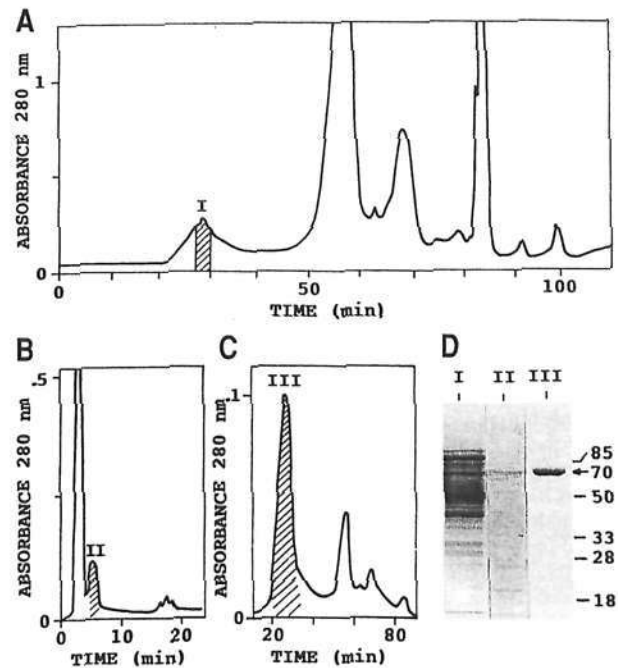 A
ABSORBANCE 280 nm
1
0
I
0
50
100
TIME (min)
B
ABSORBANCE 280 nm
.5
0
II
0
10
20
TIME (min)
C
ABSORBANCE 280 nm
.1
0
III
20
40
60
80
TIME (min)
D
I
II
III
85
70
50
33
28
18